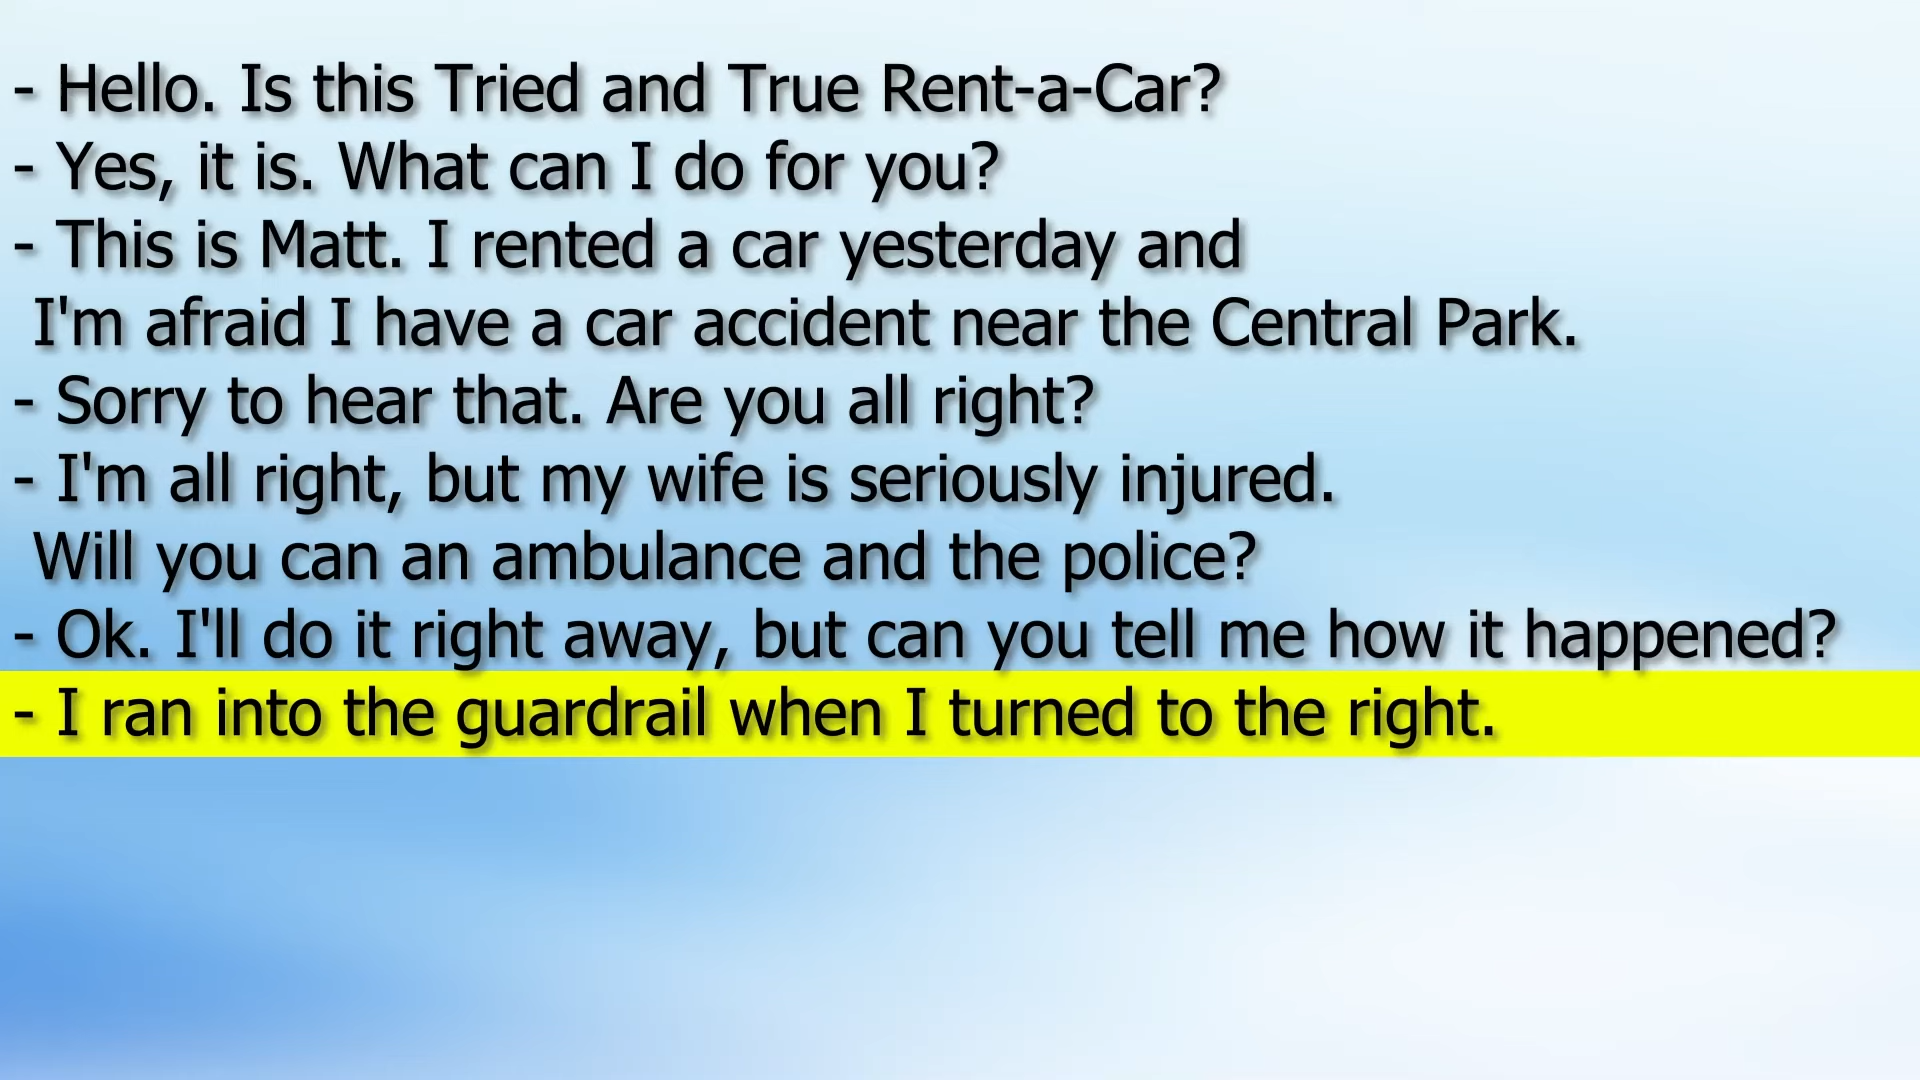 - Hello. Is this Tried and True Rent-a-Car?
- Yes, it is. What can I do for you?
- This is Matt. I rented a car yesterday and
I'm afraid I have a car accident near the Central Park.
- Sorry to hear that. Are you all right?
- I'm all right, but my wife is seriously injured.
Will you can an ambulance and the police?
- Ok. I'll do it right away, but can you tell me how it happened?
- I ran into the guardrail when I turned to the right.